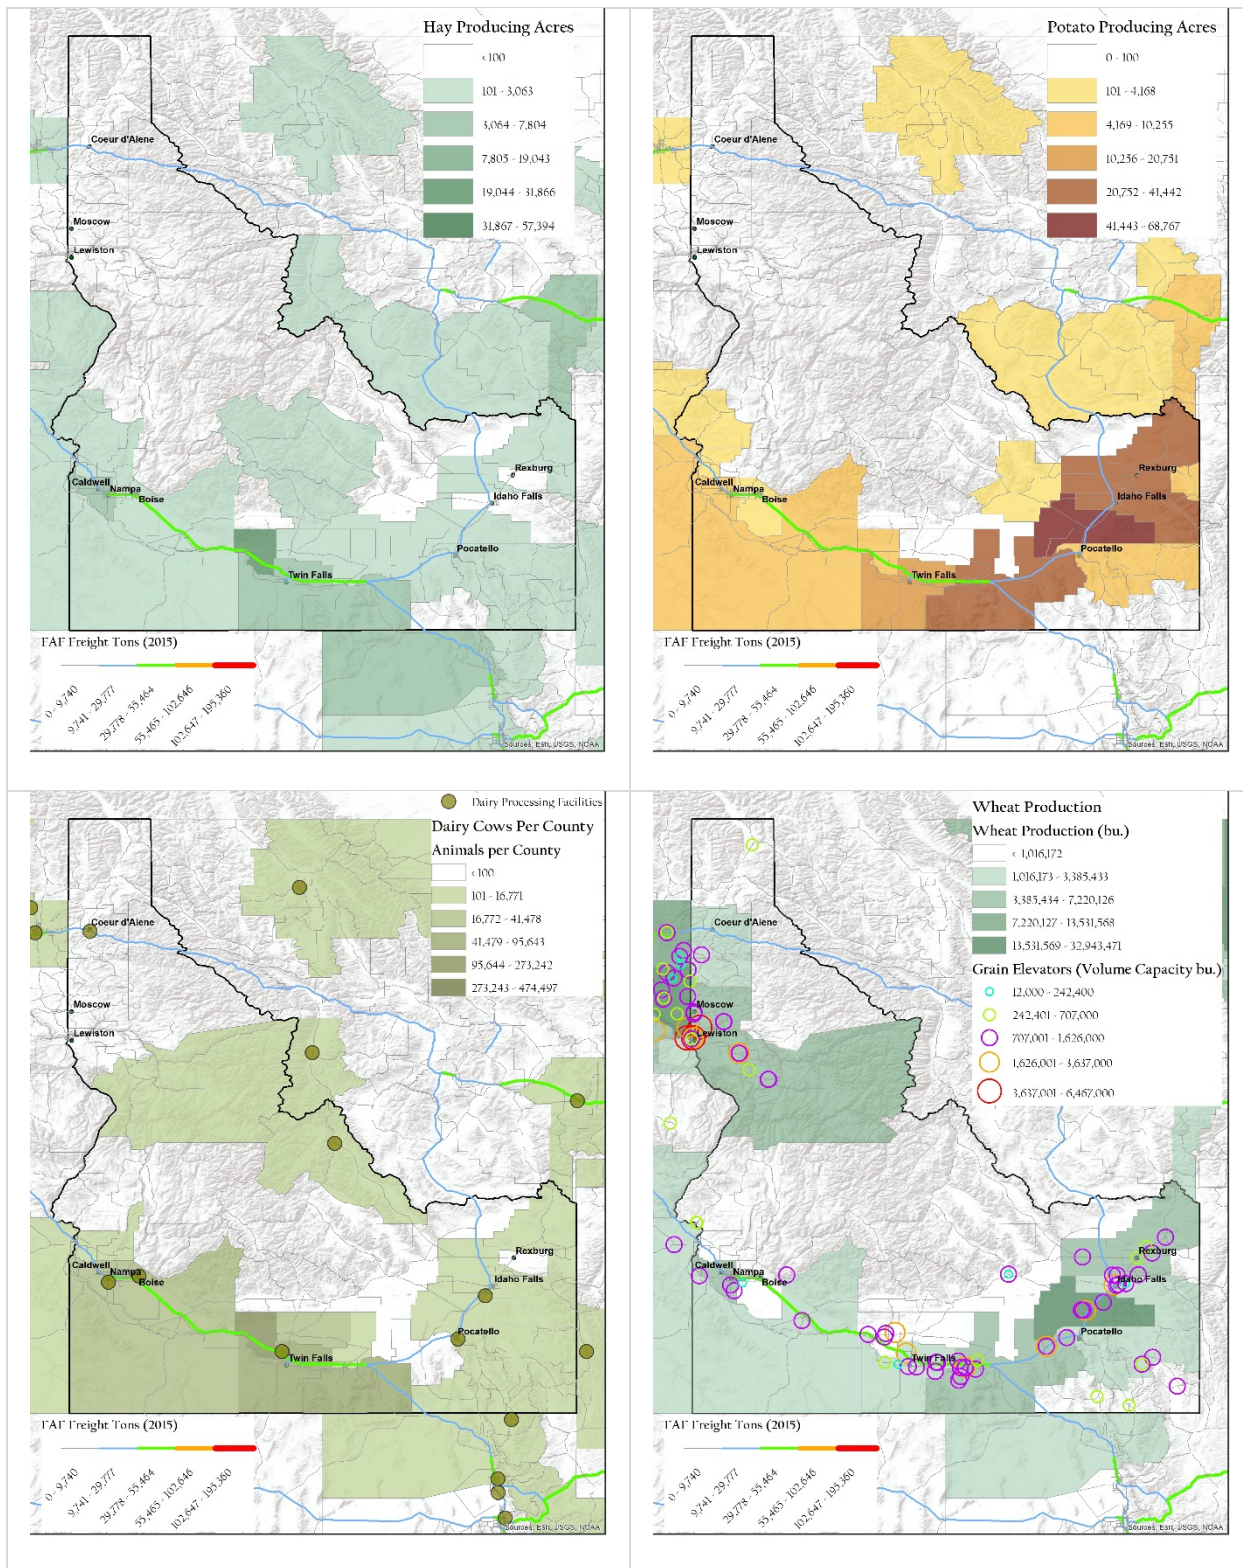 Hay Producing Acres
<100
101 - 3,063
3,064 - 7,804
7,805 - 19,043
19,044 - 31,866
31,867 - 57,394
Coeur d'Alene
Moscow
Lewiston
Rexburg
Caldwell
Nampa
Boise
Idaho Falls
Pocatello
Twin Falls
FAF Freight Tons (2015)
0 - 9,740
9,741 - 29,777
29,778 - 55,464
55,465 - 102,646
102,647 - 195,360
Sources: Esri, USGS, NOAA
Potato Producing Acres
0 - 100
101 - 4,168
4,169 - 10,255
10,256 - 20,751
20,752 - 41,442
41,443 - 68,767
Coeur d'Alene
Moscow
Lewiston
Rexburg
Caldwell
Nampa
Boise
Idaho Falls
Pocatello
Twin Falls
FAF Freight Tons (2015)
0 - 9,740
9,741 - 29,777
29,778 - 55,464
55,465 - 102,646
102,647 - 195,360
Sources: Esri, USGS, NOAA
Dairy Processing Facilities
Dairy Cows Per County
Animals per County
<100
101 - 16,771
16,772 - 41,478
41,479 - 95,643
95,644 - 273,242
273,243 - 474,497
Coeur d'Alene
Moscow
Lewiston
Rexburg
Caldwell
Nampa
Boise
Idaho Falls
Pocatello
Twin Falls
FAF Freight Tons (2015)
0 - 9,740
9,741 - 29,777
29,778 - 55,464
55,465 - 102,646
102,647 - 195,360
Sources: Esri, USGS, NOAA
Wheat Production
Wheat Production (bu.)
< 1,016,172
1,016,173 - 3,385,433
3,385,434 - 7,220,126
7,220,127 - 13,531,568
13,531,569 - 32,943,471
Grain Elevators (Volume Capacity bu.)
12,000 - 242,400
242,401 - 707,000
707,001 - 1,626,000
1,626,001 - 3,637,000
3,637,001 - 6,467,000
Coeur d'Alene
Moscow
Lewiston
Rexburg
Caldwell
Nampa
Boise
Idaho Falls
Pocatello
Twin Falls
FAF Freight Tons (2015)
0 - 9,740
9,741 - 29,777
29,778 - 55,464
55,465 - 102,646
102,647 - 195,360
Sources: Esri, USGS, NOAA